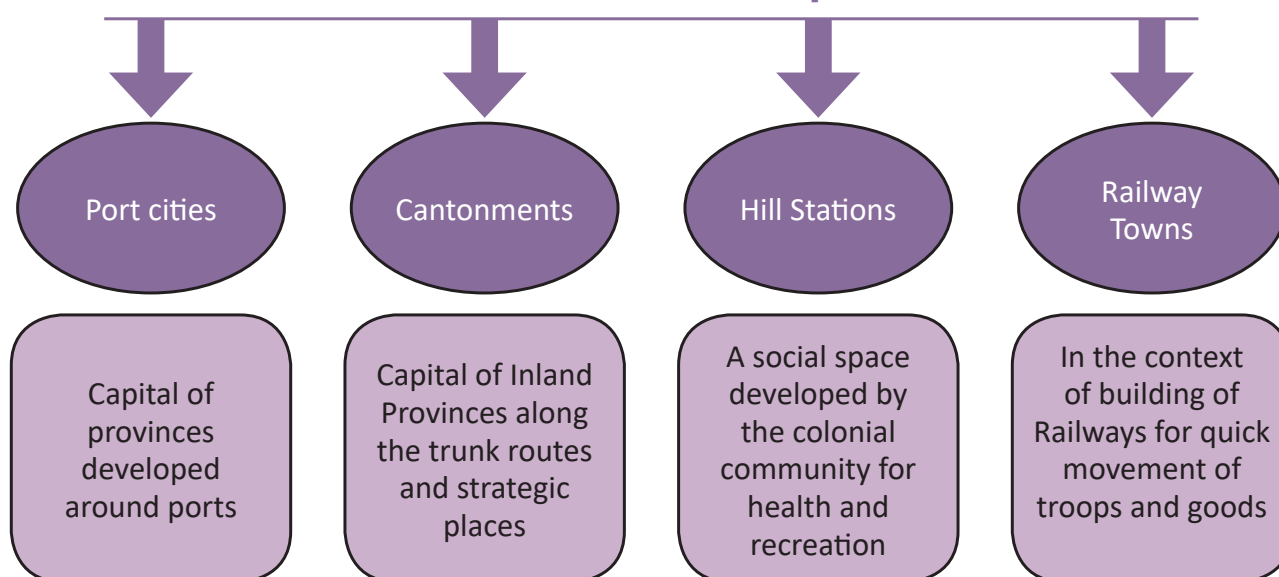 Port cities
Cantonments
Hill Stations
Railway
Towns
Capital of
provinces
developed
around ports
Capital of Inland
Provinces along
the trunk routes
and strategic
places
A social space
developed by
the colonial
community for
health and
recreation
In the context
of building of
Railways for quick
movement of
troops and goods